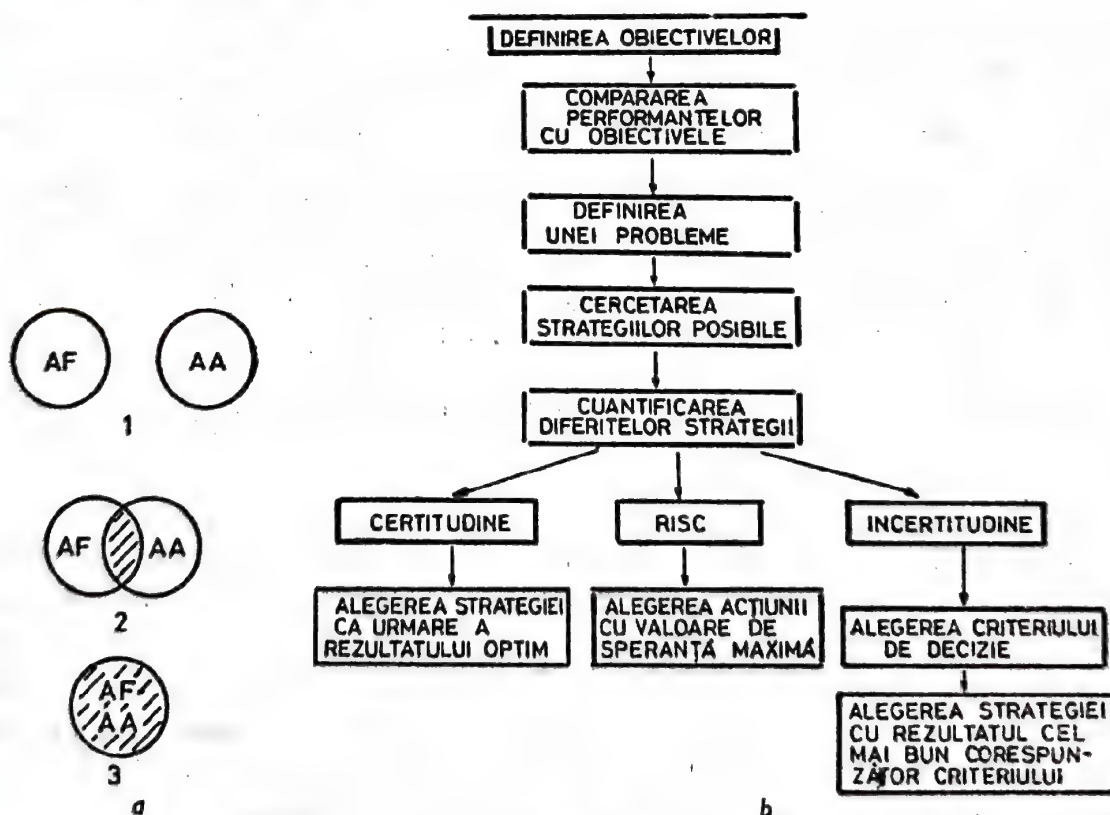 AF
AA
1
AF
AA
2
AF
AA
3
a
DEFINIREA OBIECTIVELOR
COMPARAREA
PERFORMANTELOR
CU OBIECTIVELE
DEFINIREA
UNEI PROBLEME
CERCETAREA
STRATEGIILOR POSIBILE
CUANTIFICAREA
DIFERITELOR STRATEGII
CERTITUDINE
RISC
INCERTITUDINE
ALEGEREA STRATEGIEI
CA URMARE A
REZULTATULUI OPTIM
ALEGEREA ACȚIUNII
CU VALOARE DE
SPERANȚĂ MAXIMĂ
ALEGEREA CRITERIULUI
DE DECIZIE
ALEGEREA STRATEGIEI
CU REZULTATUL CEL
MAI BUN CORESPUN-
ZĂTOR CRITERIULUI
b